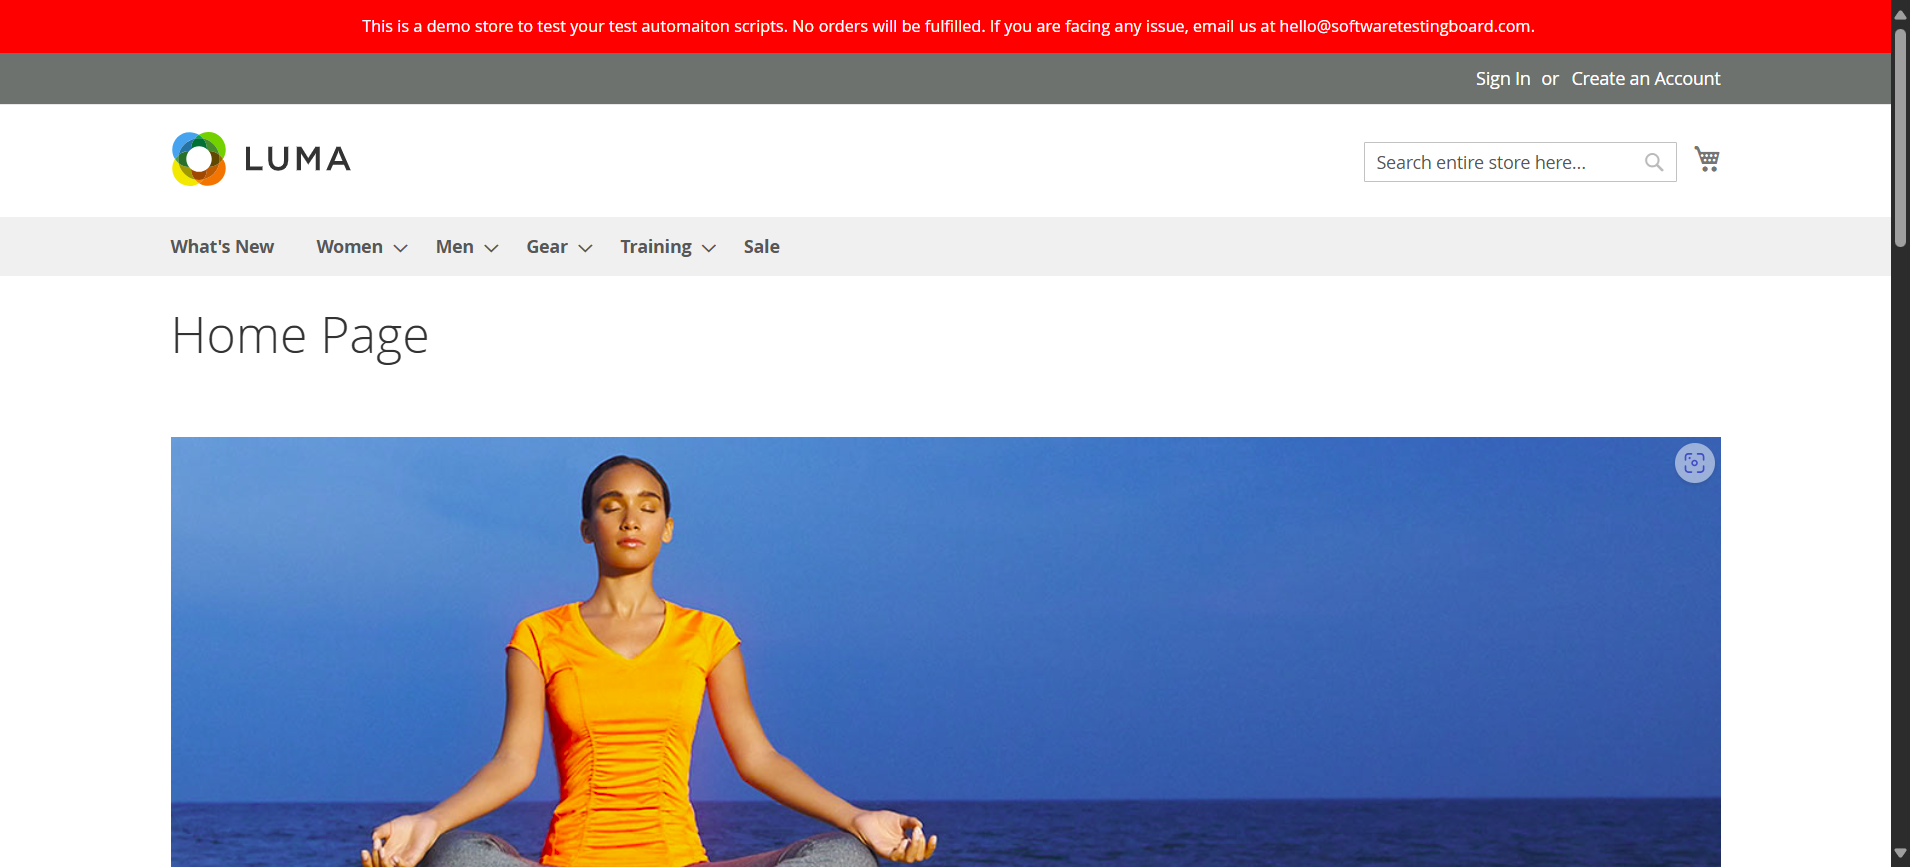 This is a demo store to test your test automaiton scripts. No orders will be fulfilled. If you are facing any issue, email us at hello@softwaretestingboard.com.
Sign In or Create an Account
LUMA
Search entire store here...
What's New Women Men Gear Training Sale
Home Page